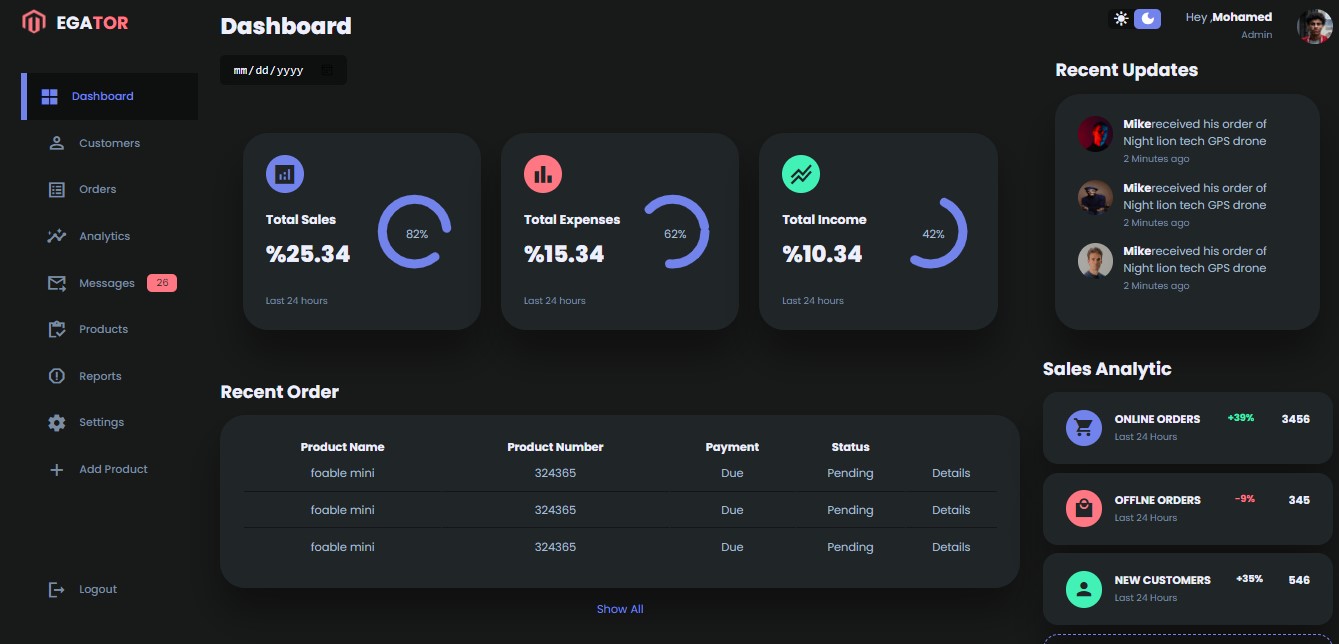 EGATOR
Dashboard
Customers
Orders
Analytics
Messages 26
Products
Reports
Settings
Add Product
Logout
Dashboard
mm/dd/yyyy
Total Sales
%25.34
82%
Last 24 hours
Total Expenses
%15.34
62%
Last 24 hours
Total Income
%10.34
42%
Last 24 hours
Recent Order
Product Name Product Number Payment Status
foable mini 324365 Due Pending Details
foable mini 324365 Due Pending Details
foable mini 324365 Due Pending Details
Show All
Hey ,Mohamed
Admin
Recent Updates
Mikereceived his order of
Night lion tech GPS drone
2 Minutes ago
Mikereceived his order of
Night lion tech GPS drone
2 Minutes ago
Mikereceived his order of
Night lion tech GPS drone
2 Minutes ago
Sales Analytic
ONLINE ORDERS +39% 3456
Last 24 Hours
OFFLNE ORDERS -9% 345
Last 24 Hours
NEW CUSTOMERS +35% 546
Last 24 Hours